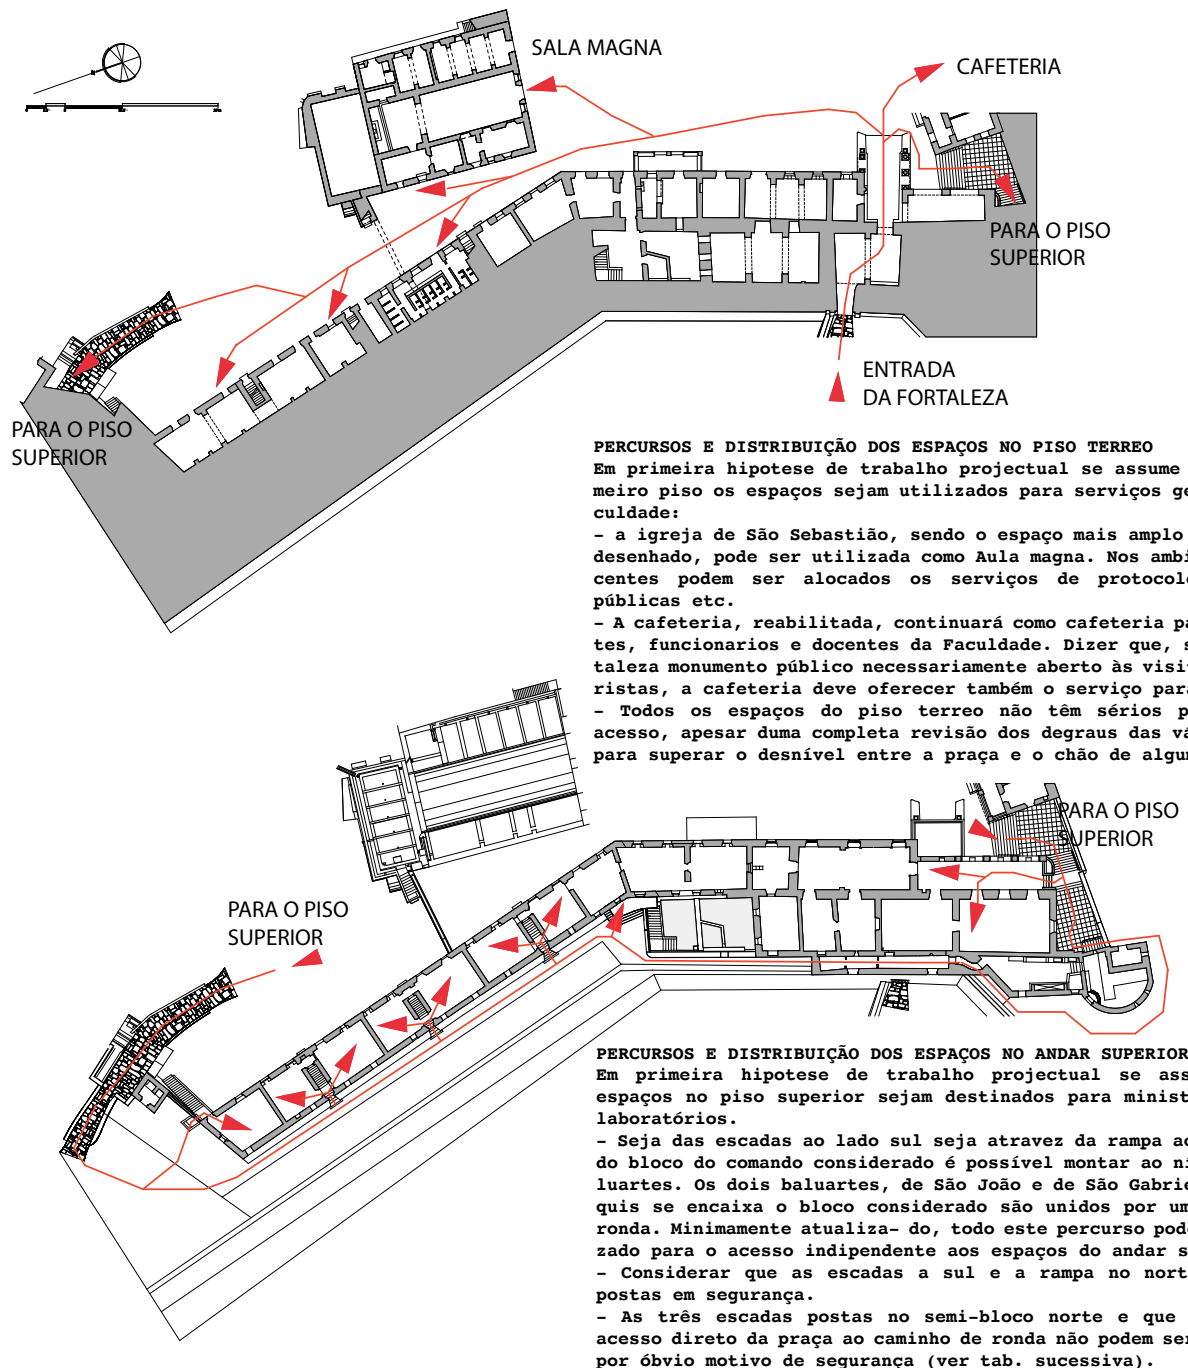 SALA MAGNA
CAFETERIA
PARA O PISO
SUPERIOR
ENTRADA
DA FORTALEZA
PARA O PISO
SUPERIOR
PERCURSOS E DISTRIBUIÇÃO DOS ESPAÇOS NO PISO TERREO
Em primeira hipotese de trabalho projectual se assume
meiro piso os espaços sejam utilizados para serviços ge
culdade:
- a igreja de São Sebastião, sendo o espaço mais amplo
desenhado, pode ser utilizada como Aula magna. Nos ambi
centes podem ser alocados os serviços de protocol
públicas etc.
- A cafeteria, reabilitada, continuará como cafeteria pa
tes, funcionarios e docentes da Faculdade. Dizer que, s
taleza monumento público necessariamente aberto às visi
ristas, a cafeteria deve oferecer também o serviço para
- Todos os espaços do piso terreo não têm sérios p
acesso, apesar duma completa revisão dos degraus das vá
para superar o desnível entre a praça e o chão de algu
PARA O PISO
SUPERIOR
PARA O PISO
SUPERIOR
PERCURSOS E DISTRIBUIÇÃO DOS ESPAÇOS NO ANDAR SUPERIOR
Em primeira hipotese de trabalho projectual se ass
espaços no piso superior sejam destinados para minist
laboratórios.
- Seja das escadas ao lado sul seja atravez da rampa ao
do bloco do comando considerado é possível montar ao ní
luartes. Os dois baluartes, de São João e de São Gabrie
quis se encaixa o bloco considerado são unidos por um
ronda. Minimamente atualiza- do, todo este percurso pod
zado para o acesso indipendente aos espaços do andar s
- Considerar que as escadas a sul e a rampa no nort
postas em segurança.
- As três escadas postas no semi-bloco norte e que
acesso direto da praça ao caminho de ronda não podem ser
por óbvio motivo de segurança (ver tab. sucessiva).